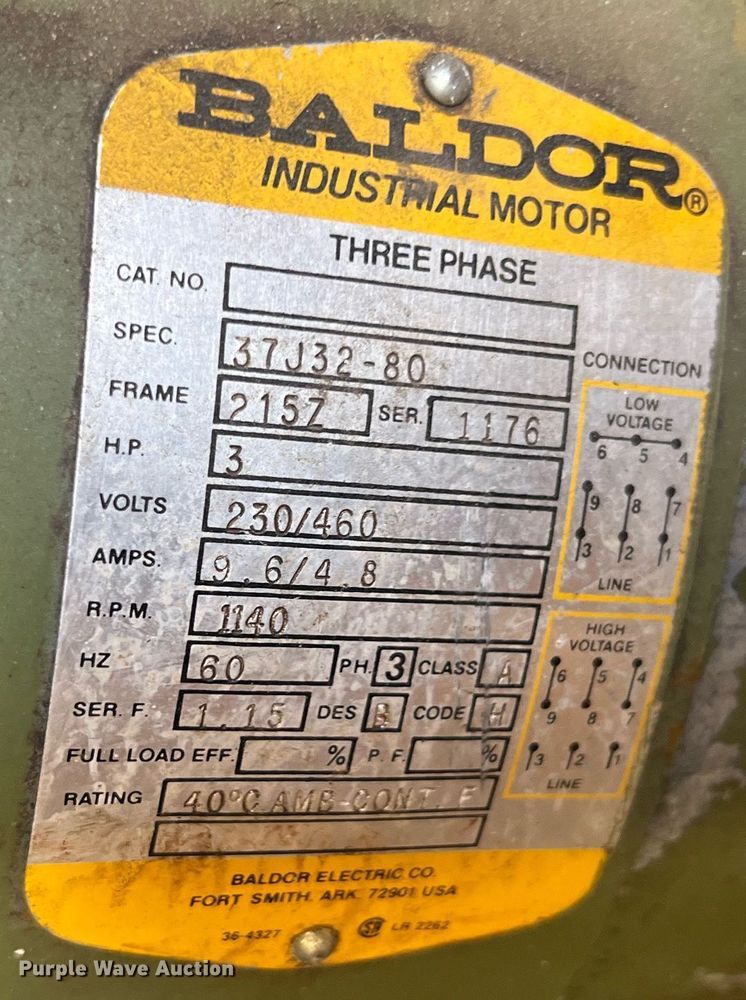 BALDOR®
INDUSTRIAL MOTOR
THREE PHASE
CAT. NO.
SPEC. 37J32-80
FRAME 215Z SER. 1176
H.P. 3
VOLTS 230/460
AMPS. 9.6/4.8
R.P.M. 1140
HZ 60 PH. 3 CLASS A
SER. F. 1.15 DES B CODE H
FULL LOAD EFF. % P. F. %
RATING 40°C AMB-CONT. F
CONNECTION
LOW
VOLTAGE
6 5 4
9 8 7
3 2 1
LINE
HIGH
VOLTAGE
6 5 4
9 8 7
3 2 1
LINE
BALDOR ELECTRIC CO.
FORT SMITH, ARK. 72901 USA
36-4327 SA LR 2262
Purple Wave Auction